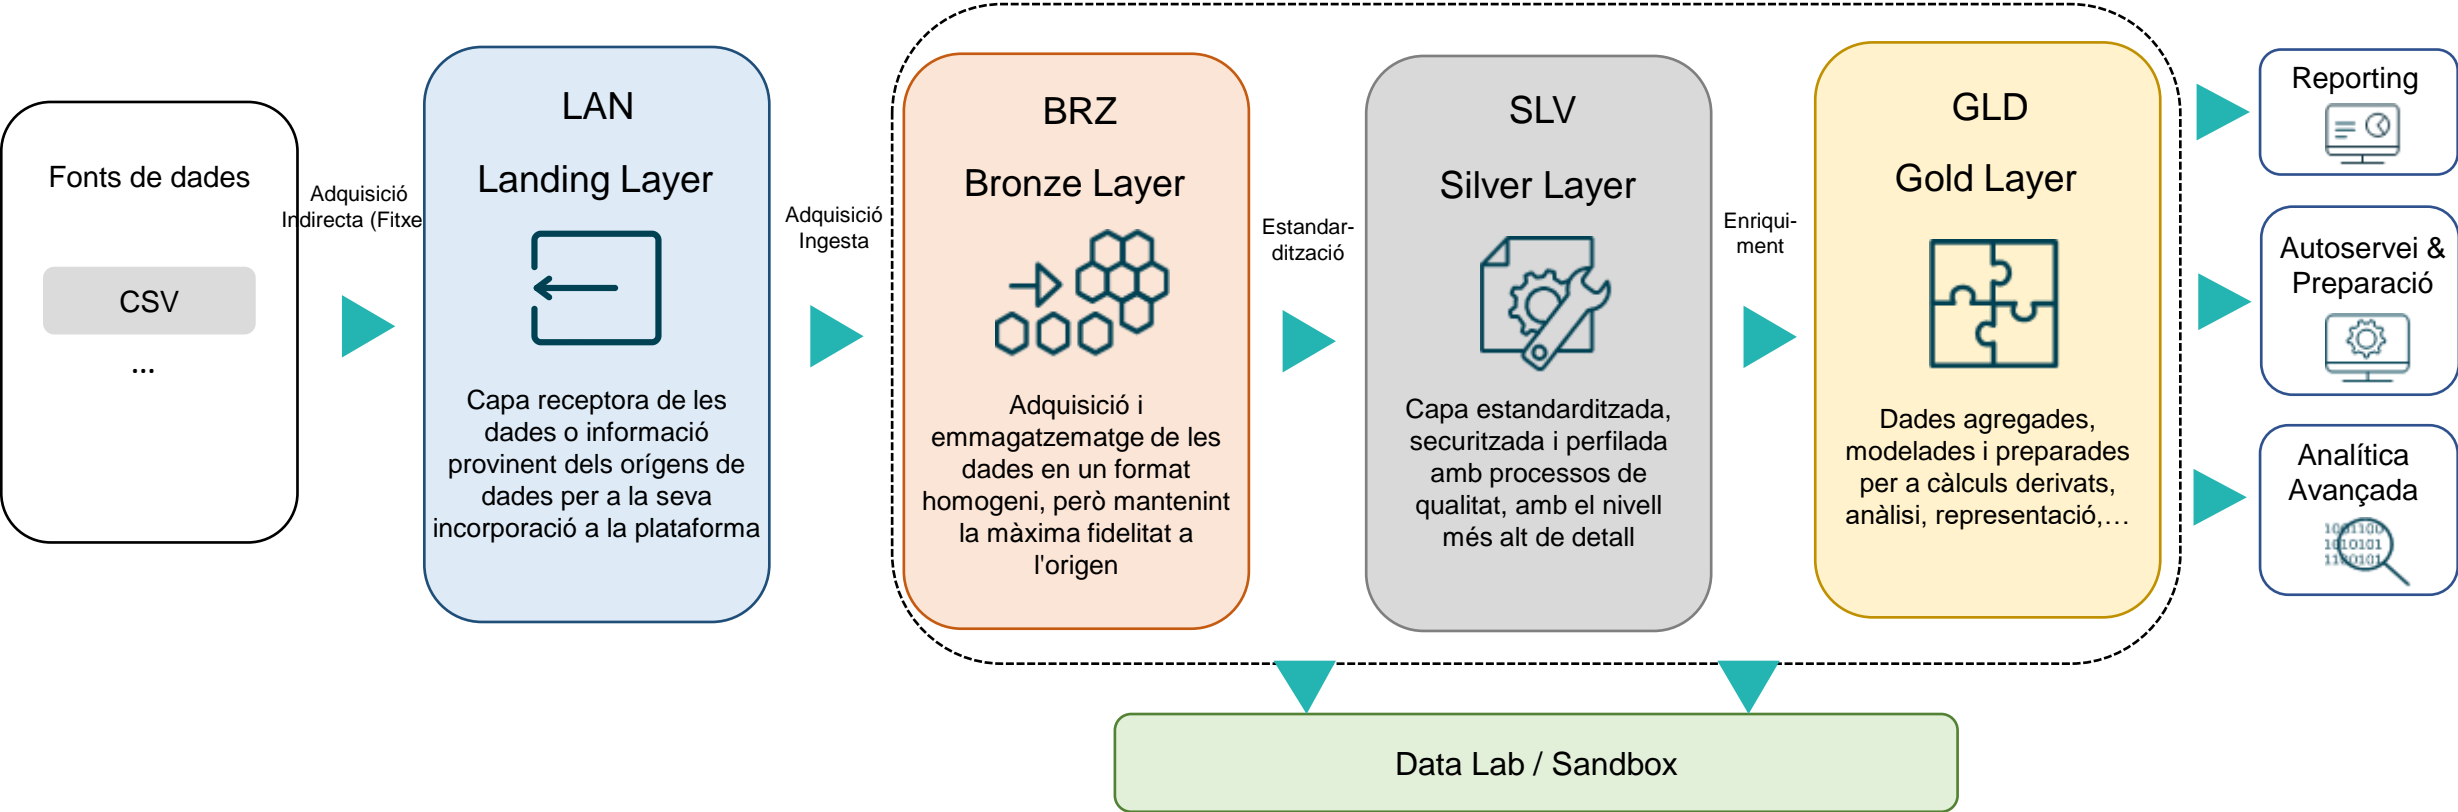 Fonts de dades
CSV
...
Adquisició
Indirecta (Fitxe
LAN
Landing Layer
Capa receptora de les
dades o informació
provinent dels orígens de
dades per a la seva
incorporació a la plataforma
Adquisició
Ingesta
BRZ
Bronze Layer
Adquisició i
emmagatzematge de les
dades en un format
homogeni, però mantenint
la màxima fidelitat a
l'origen
Estandar-
dització
SLV
Silver Layer
Capa estandarditzada,
securitzada i perfilada
amb processos de
qualitat, amb el nivell
més alt de detall
Enriqui-
ment
GLD
Gold Layer
Dades agregades,
modelades i preparades
per a càlculs derivats,
anàlisi, representació,…
Reporting
Autoservei &
Preparació
Analítica
Avançada
1001100
1010101
1100101
Data Lab / Sandbox